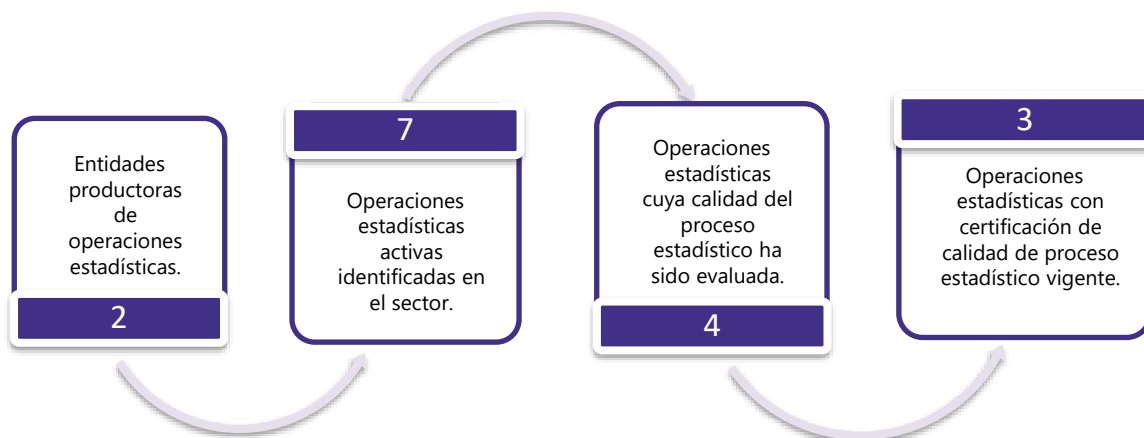 Entidades
productoras
de
operaciones
estadísticas.
2
7
Operaciones
estadísticas
activas
identificadas en
el sector.
Operaciones
estadísticas
cuya calidad del
proceso
estadístico ha
sido evaluada.
4
3
Operaciones
estadísticas con
certificación de
calidad de proceso
estadístico vigente.